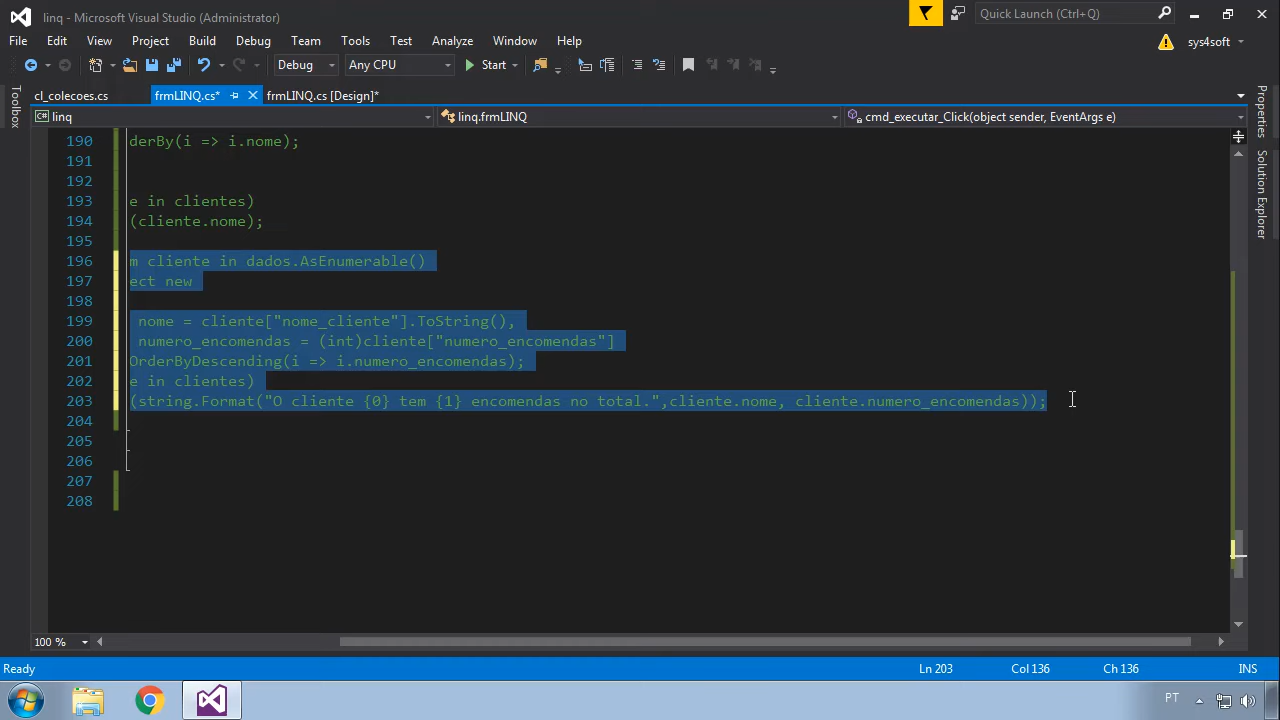 linq - Microsoft Visual Studio (Administrator)
Quick Launch (Ctrl+Q)
File Edit View Project Build Debug Team Tools Test Analyze Window Help
sys4soft
Debug Any CPU Start
Toolbox
cl_colecoes.cs frmLINQ.cs* frmLINQ.cs [Design]*
linq linq.frmLINQ cmd_executar_Click(object sender, EventArgs e)
Properties
Solution Explorer
190 derBy(i => i.nome);
191
192
193 e in clientes)
194 (cliente.nome);
195
196 m cliente in dados.AsEnumerable()
197 ect new
198
199 nome = cliente["nome_cliente"].ToString(),
200 numero_encomendas = (int)cliente["numero_encomendas"]
201 OrderByDescending(i => i.numero_encomendas);
202 e in clientes)
203 (string.Format("O cliente {0} tem {1} encomendas no total.",cliente.nome, cliente.numero_encomendas));
204
205
206
207
208
100 %
Ready Ln 203 Col 136 Ch 136 INS
PT